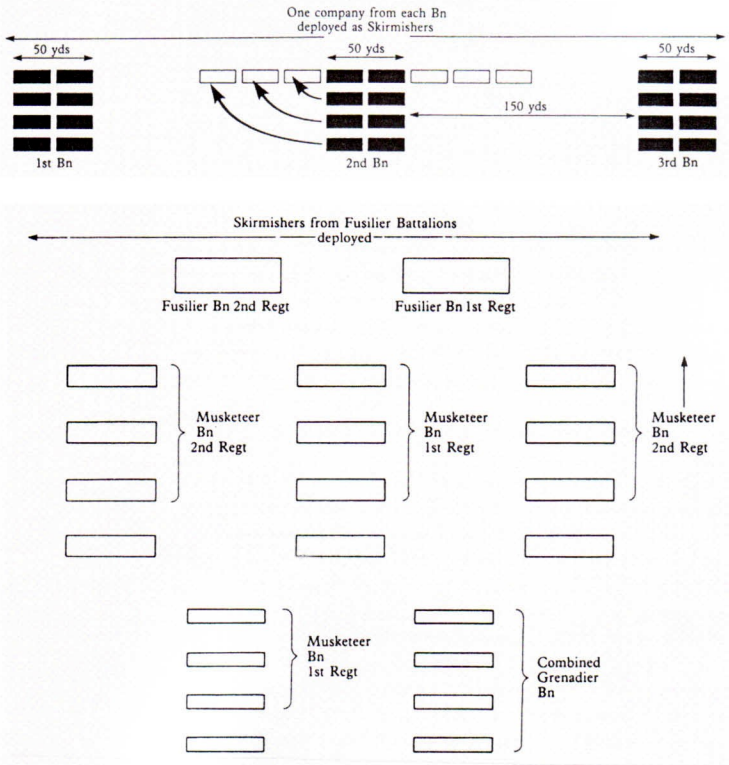 One company from each Bn
deployed as Skirmishers
50 yds
50 yds
50 yds
150 yds
1st Bn
2nd Bn
3rd Bn
Skirmishers from Fusilier Battalions
deployed
Fusilier Bn 2nd Regt
Fusilier Bn 1st Regt
Musketeer
Bn
2nd Regt
Musketeer
Bn
1st Regt
Musketeer
Bn
2nd Regt
Musketeer
Bn
1st Regt
Combined
Grenadier
Bn